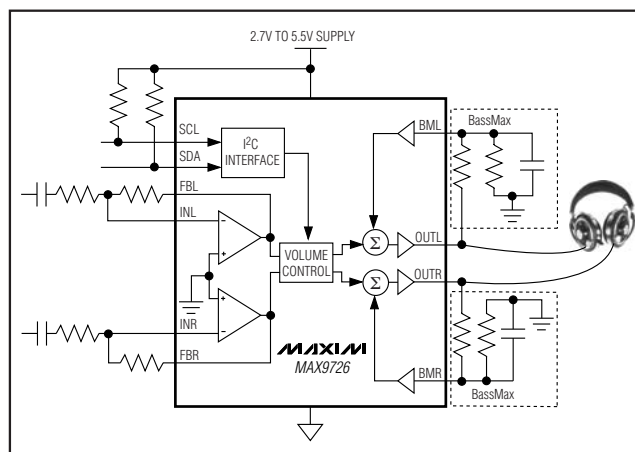 2.7V TO 5.5V SUPPLY
BassMax
SCL
SDA
I²C
INTERFACE
BML
FBL
INL
VOLUME
CONTROL
Σ
OUTL
Σ
OUTR
INR
FBR
MAXIM
MAX9726
BMR
BassMax
- 
+
+
-